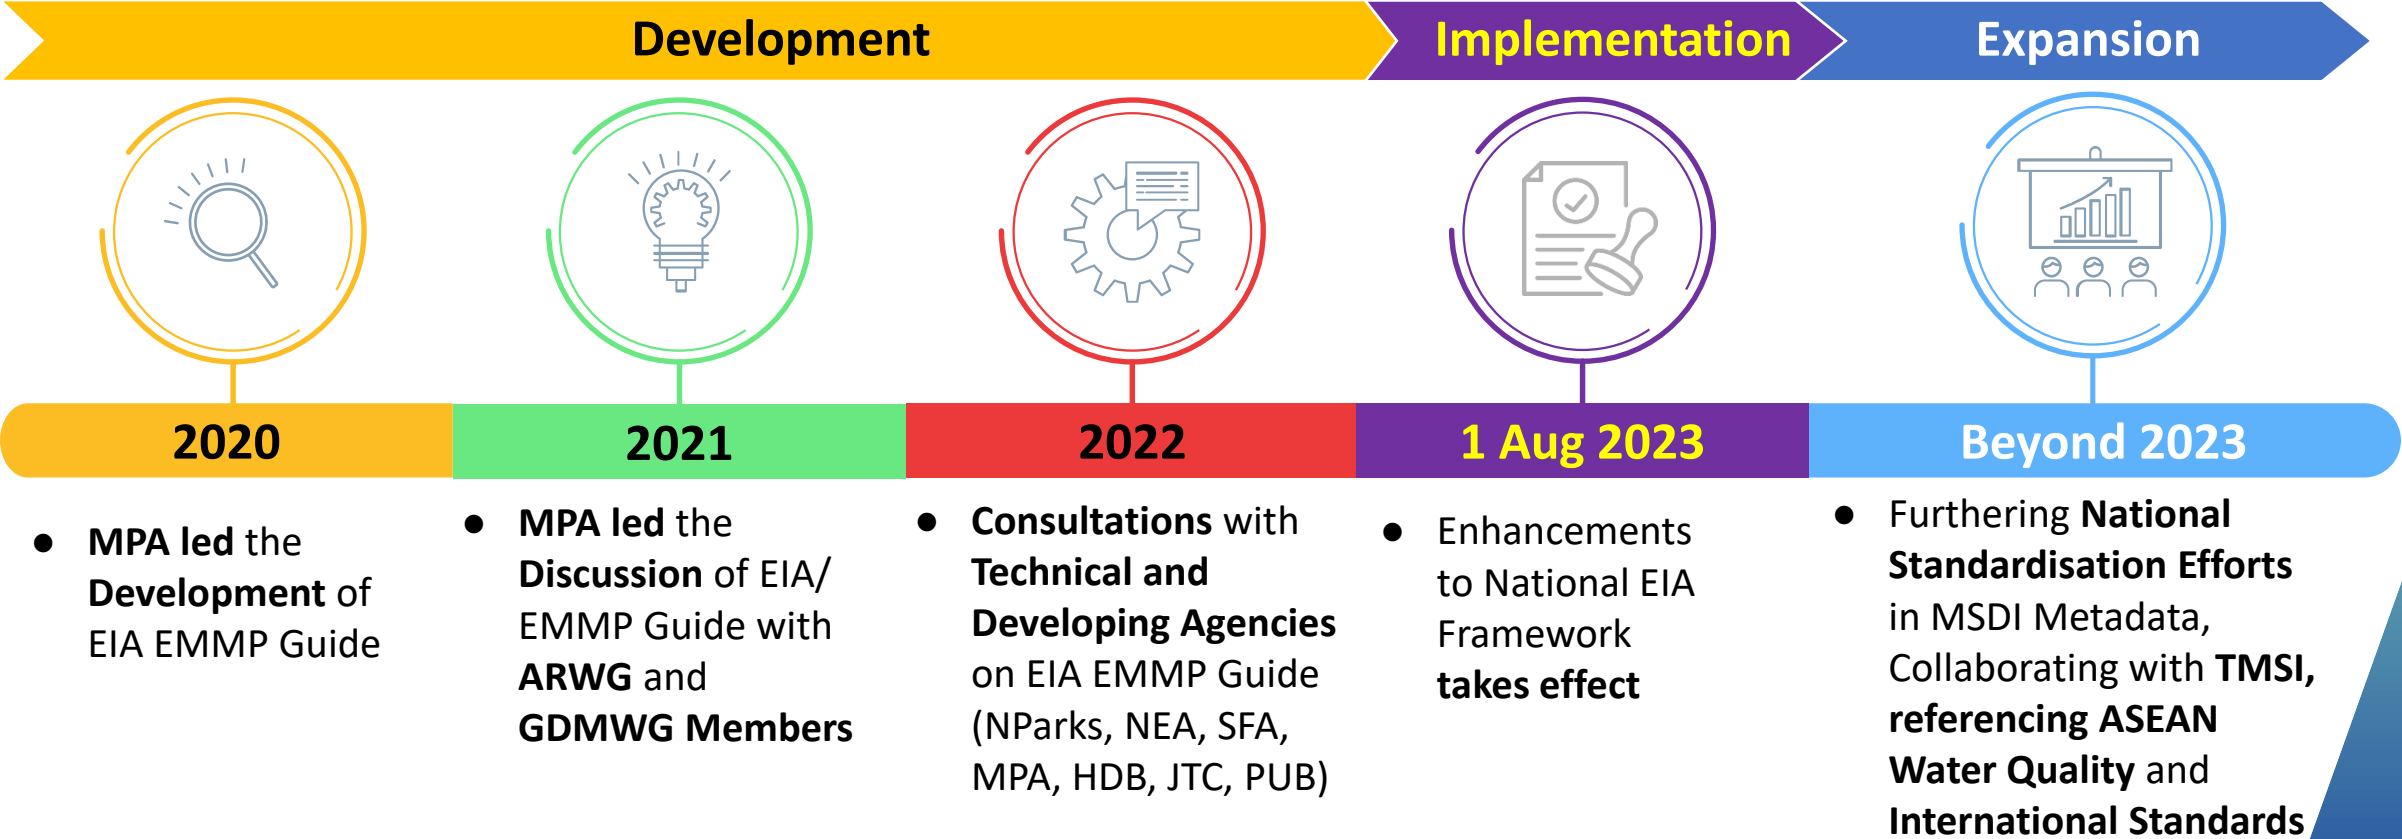 Development
Implementation
Expansion
2020
2021
2022
1 Aug 2023
Beyond 2023
● MPA led the
Development of
EIA EMMP Guide
● MPA led the
Discussion of EIA/
EMMP Guide with
ARWG and
GDMWG Members
● Consultations with
Technical and
Developing Agencies
on EIA EMMP Guide
(NParks, NEA, SFA,
MPA, HDB, JTC, PUB)
● Enhancements
to National EIA
Framework
takes effect
● Furthering National
Standardisation Efforts
in MSDI Metadata,
Collaborating with TMSI,
referencing ASEAN
Water Quality and
International Standards